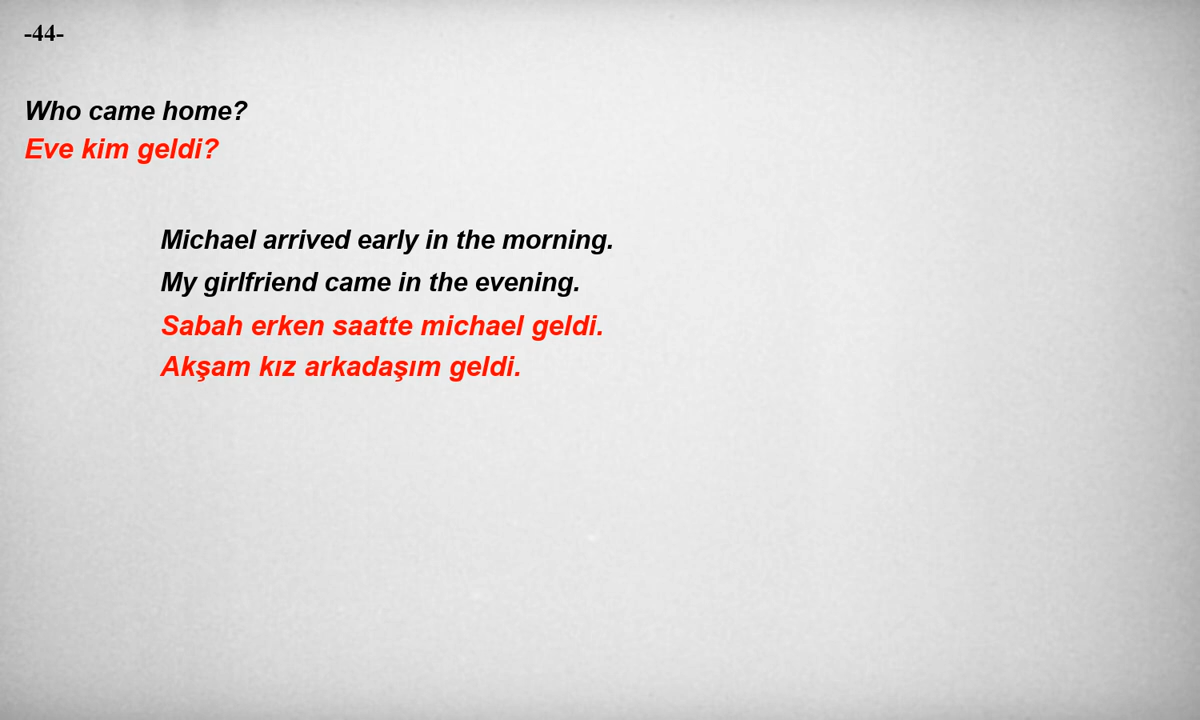 -44-
Who came home?
Eve kim geldi?
Michael arrived early in the morning.
My girlfriend came in the evening.
Sabah erken saatte michael geldi.
Akşam kız arkadaşım geldi.